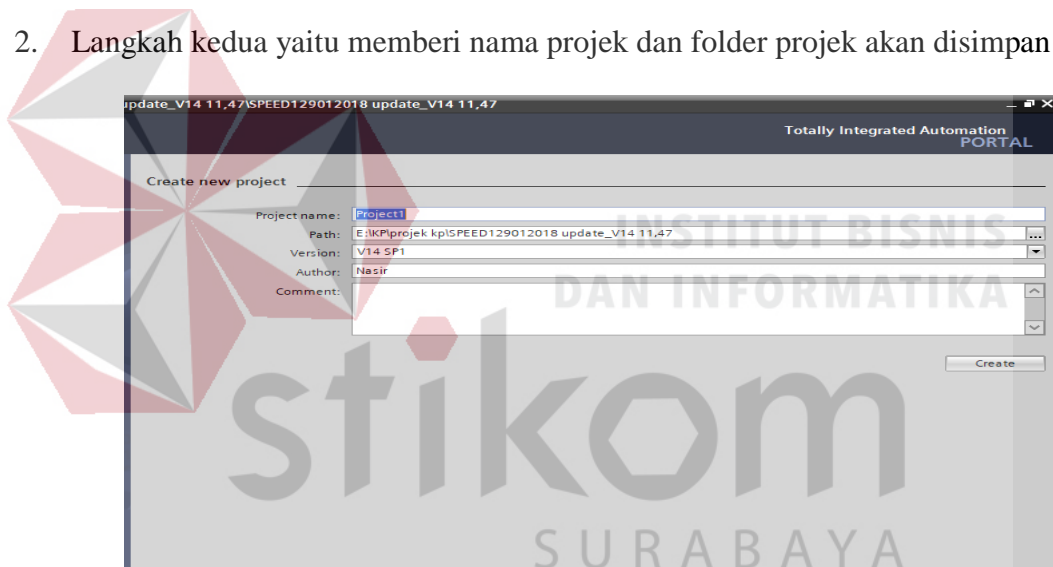 2. Langkah kedua yaitu memberi nama projek dan folder projek akan disimpan
update_V14 11,47\SPEED129012018 update_V14 11,47
Totally Integrated Automation
PORTAL
Create new project
Project name: Project1
Path: E:\KP\projek kp\SPEED129012018 update_V14 11,47 ...
Version: V14 SP1
Author: Nasir
Comment:
Create
INSTITUT BISNIS
DAN INFORMATIKA
stikom
SURABAYA